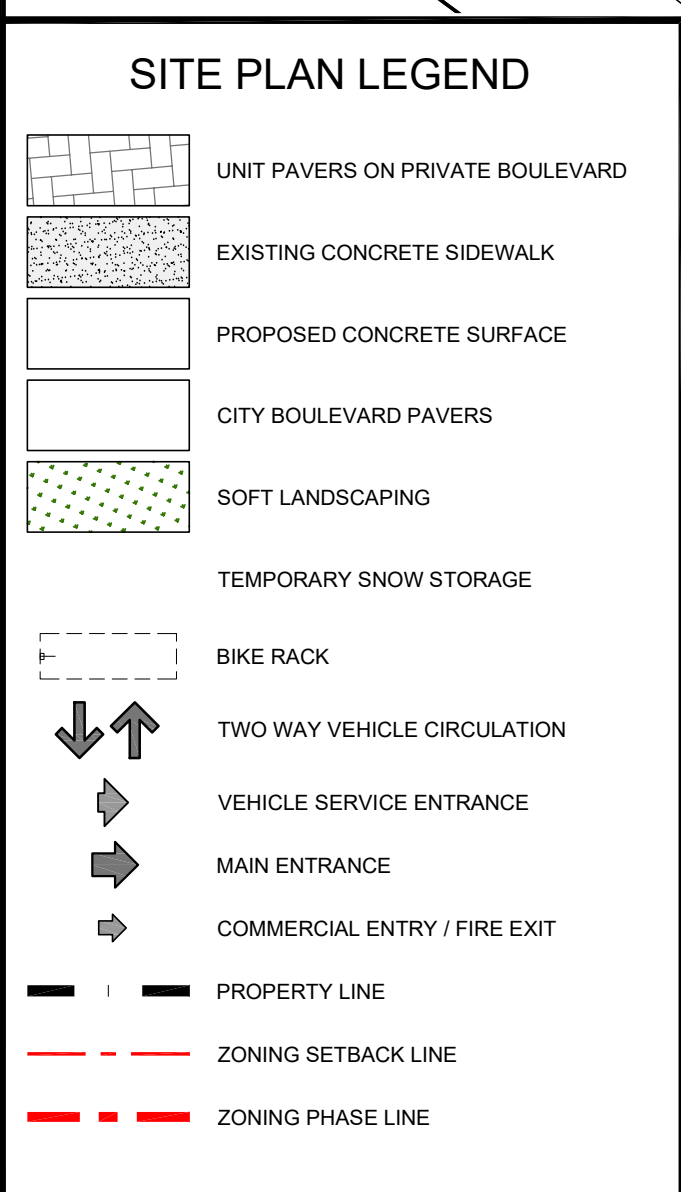 SITE PLAN LEGEND
UNIT PAVERS ON PRIVATE BOULEVARD
EXISTING CONCRETE SIDEWALK
PROPOSED CONCRETE SURFACE
CITY BOULEVARD PAVERS
SOFT LANDSCAPING
TEMPORARY SNOW STORAGE
BIKE RACK
TWO WAY VEHICLE CIRCULATION
VEHICLE SERVICE ENTRANCE
MAIN ENTRANCE
COMMERCIAL ENTRY / FIRE EXIT
PROPERTY LINE
ZONING SETBACK LINE
ZONING PHASE LINE